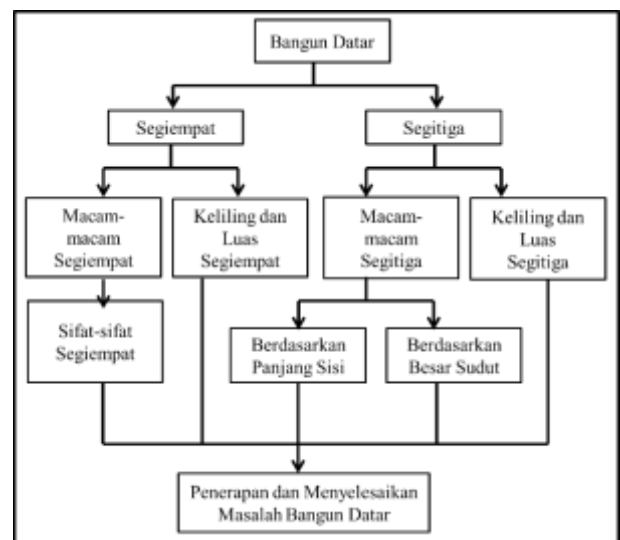 Bangun Datar
Segiempat
Segitiga
Macam-
macam
Segiempat
Keliling dan
Luas
Segiempat
Macam-
macam
Segitiga
Keliling dan
Luas
Segitiga
Sifat-sifat
Segiempat
Berdasarkan
Panjang Sisi
Berdasarkan
Besar Sudut
Penerapan dan Menyelesaikan
Masalah Bangun Datar